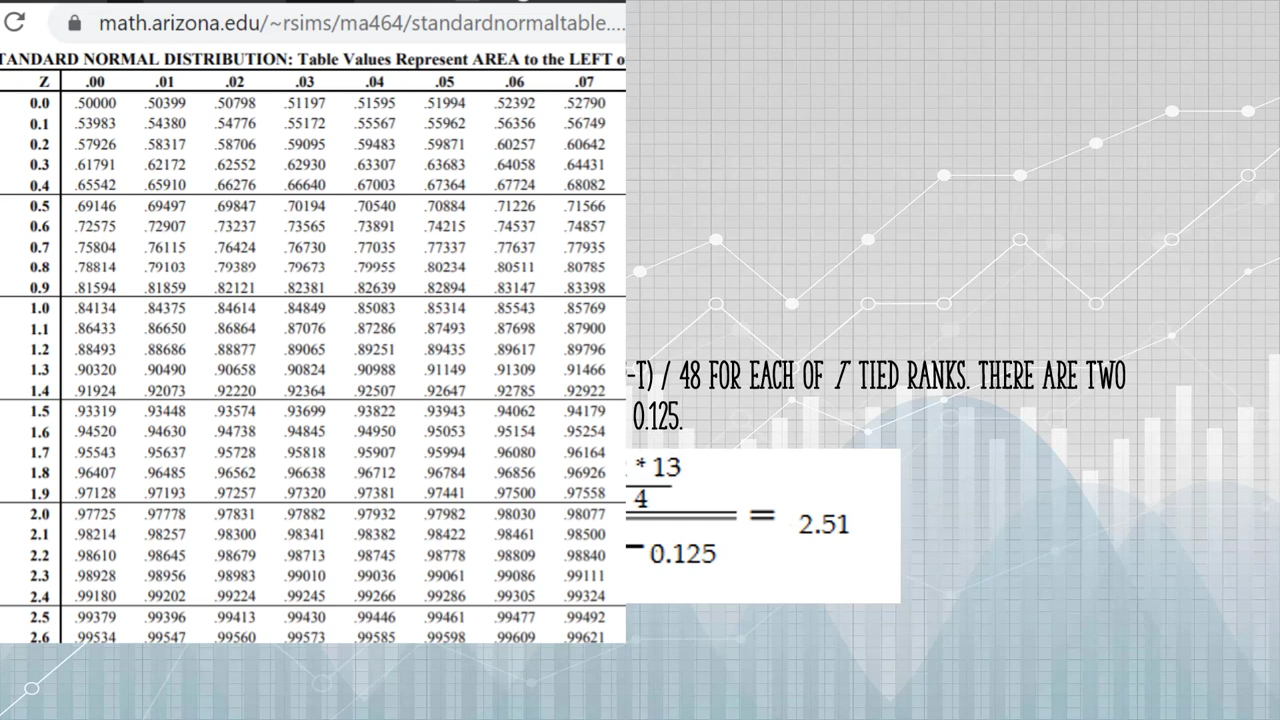 math.arizona.edu/~rsims/ma464/standardnormaltable....
TANDARD NORMAL DISTRIBUTION: Table Values Represent AREA to the LEFT o
Z .00 .01 .02 .03 .04 .05 .06 .07
0.0 .50000 .50399 .50798 .51197 .51595 .51994 .52392 .52790
0.1 .53983 .54380 .54776 .55172 .55567 .55962 .56356 .56749
0.2 .57926 .58317 .58706 .59095 .59483 .59871 .60257 .60642
0.3 .61791 .62172 .62552 .62930 .63307 .63683 .64058 .64431
0.4 .65542 .65910 .66276 .66640 .67003 .67364 .67724 .68082
0.5 .69146 .69497 .69847 .70194 .70540 .70884 .71226 .71566
0.6 .72575 .72907 .73237 .73565 .73891 .74215 .74537 .74857
0.7 .75804 .76115 .76424 .76730 .77035 .77337 .77637 .77935
0.8 .78814 .79103 .79389 .79673 .79955 .80234 .80511 .80785
0.9 .81594 .81859 .82121 .82381 .82639 .82894 .83147 .83398
1.0 .84134 .84375 .84614 .84849 .85083 .85314 .85543 .85769
1.1 .86433 .86650 .86864 .87076 .87286 .87493 .87698 .87900
1.2 .88493 .88686 .88877 .89065 .89251 .89435 .89617 .89796
1.3 .90320 .90490 .90658 .90824 .90988 .91149 .91309 .91466
1.4 .91924 .92073 .92220 .92364 .92507 .92647 .92785 .92922
1.5 .93319 .93448 .93574 .93699 .93822 .93943 .94062 .94179
1.6 .94520 .94630 .94738 .94845 .94950 .95053 .95154 .95254
1.7 .95543 .95637 .95728 .95818 .95907 .95994 .96080 .96164
1.8 .96407 .96485 .96562 .96638 .96712 .96784 .96856 .96926
1.9 .97128 .97193 .97257 .97320 .97381 .97441 .97500 .97558
2.0 .97725 .97778 .97831 .97882 .97932 .97982 .98030 .98077
2.1 .98214 .98257 .98300 .98341 .98382 .98422 .98461 .98500
2.2 .98610 .98645 .98679 .98713 .98745 .98778 .98809 .98840
2.3 .98928 .98956 .98983 .99010 .99036 .99061 .99086 .99111
2.4 .99180 .99202 .99224 .99245 .99266 .99286 .99305 .99324
2.5 .99379 .99396 .99413 .99430 .99446 .99461 .99477 .99492
2.6 .99534 .99547 .99560 .99573 .99585 .99598 .99609 .99621
-T) / 48 FOR EACH OF T TIED RANKS. THERE ARE TWO
0.125.
* 13
4
= 2.51
− 0.125